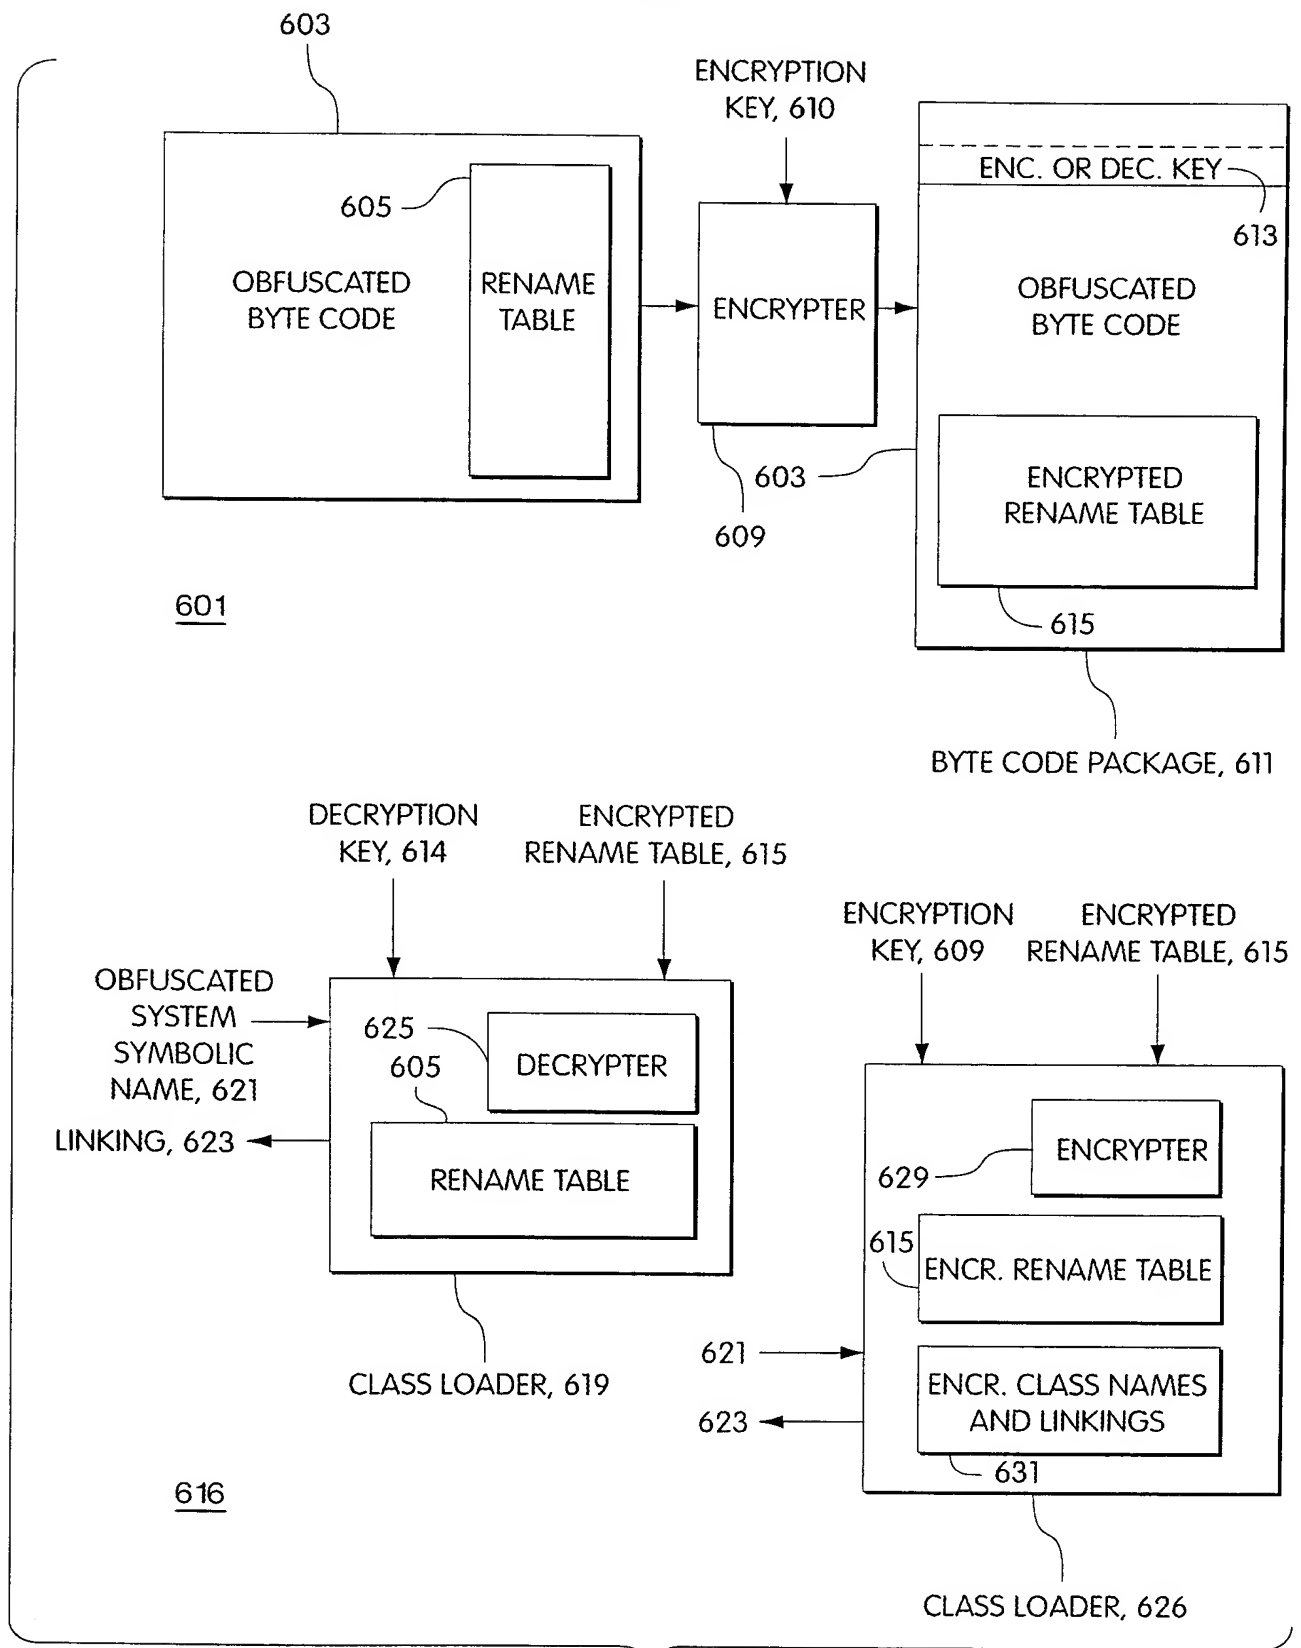 603
ENCRYPTION
KEY, 610
ENC. OR DEC. KEY
613
605
OBFUSCATED
BYTE CODE
RENAME
TABLE
ENCRYPTER
OBFUSCATED
BYTE CODE
603
609
ENCRYPTED
RENAME TABLE
615
601
BYTE CODE PACKAGE, 611
DECRYPTION
KEY, 614
ENCRYPTED
RENAME TABLE, 615
ENCRYPTION
KEY, 609
ENCRYPTED
RENAME TABLE, 615
OBFUSCATED
SYSTEM
SYMBOLIC
NAME, 621
LINKING, 623
625
605
DECRYPTER
RENAME TABLE
CLASS LOADER, 619
629
ENCRYPTER
615
ENCR. RENAME TABLE
621
623
ENCR. CLASS NAMES
AND LINKINGS
631
616
CLASS LOADER, 626